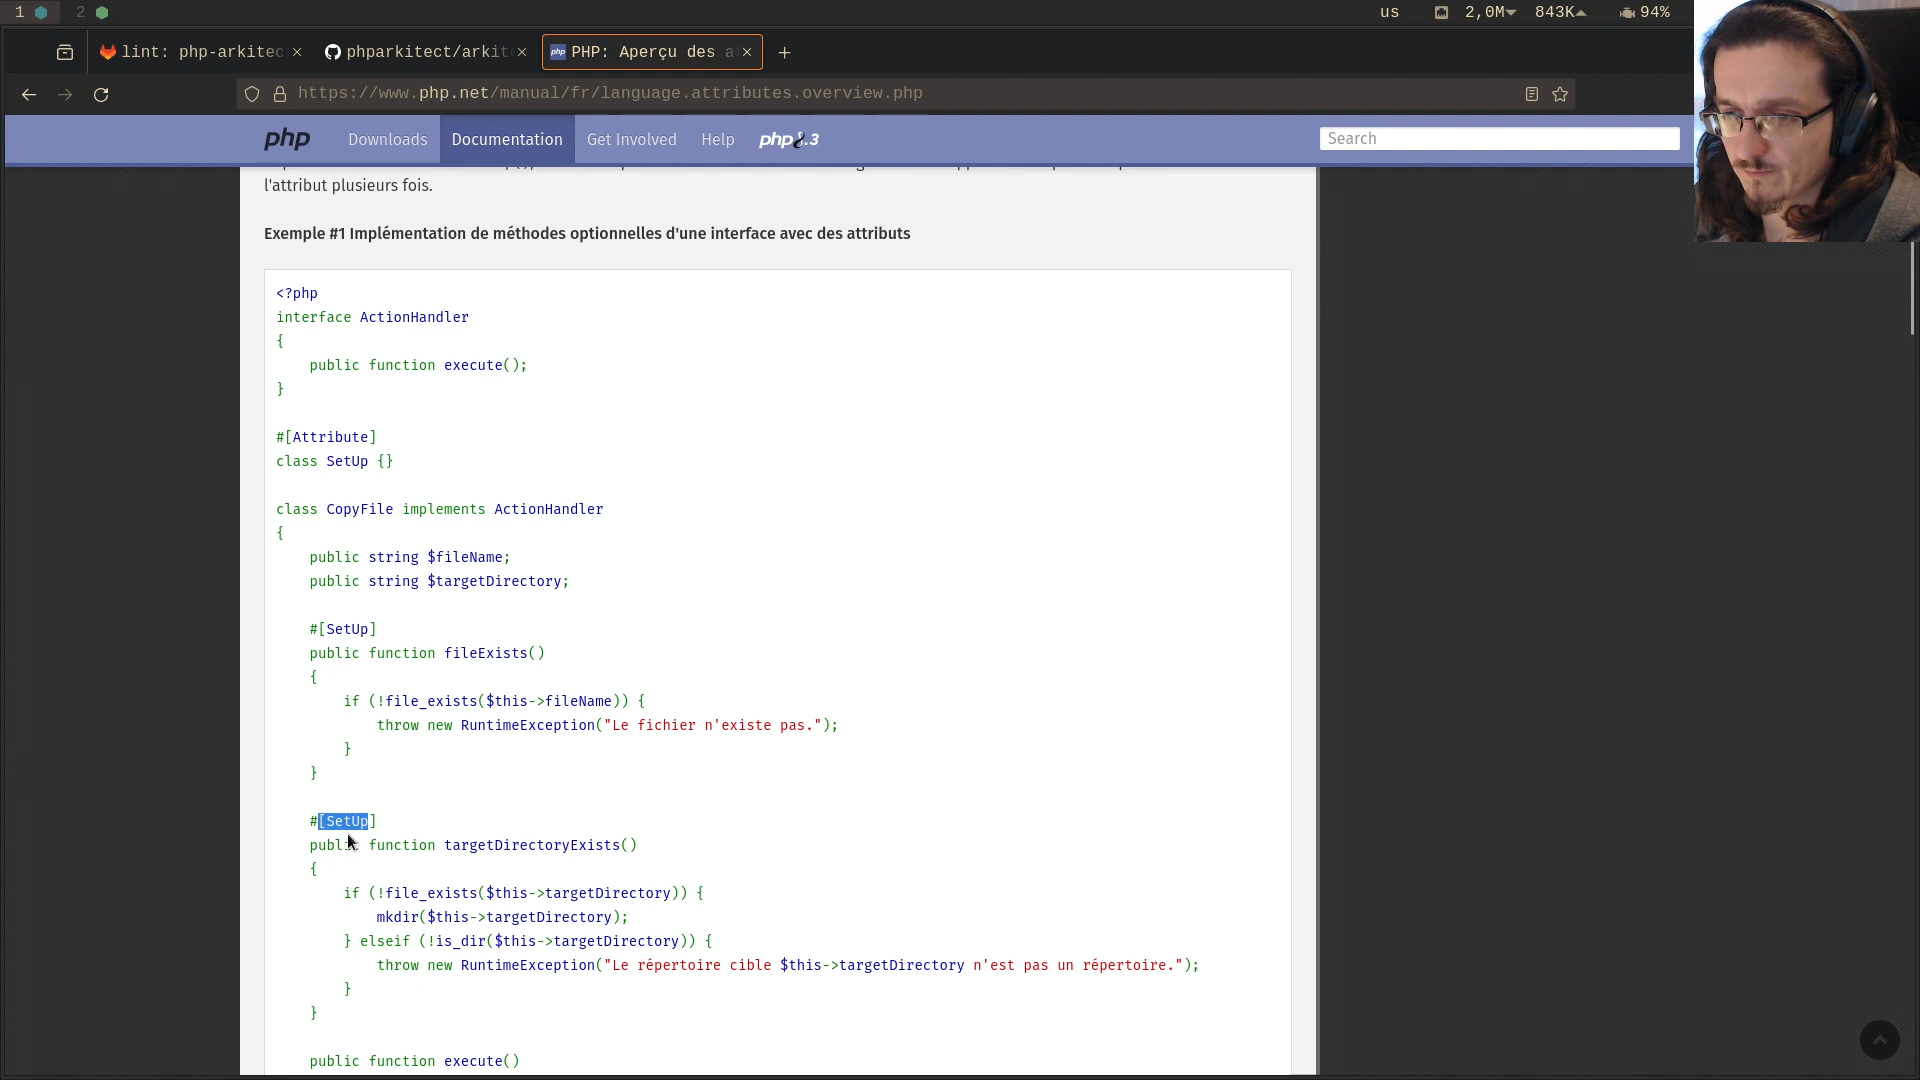 1 2 us 2,0M 843K 94%
lint: php-arkitec × phparkitect/arkit × php PHP: Aperçu des a × +
https://www.php.net/manual/fr/language.attributes.overview.php
php Downloads Documentation Get Involved Help php8.3 Search
l'attribut plusieurs fois.
Exemple #1 Implémentation de méthodes optionnelles d'une interface avec des attributs
<?php
interface ActionHandler
{
public function execute();
}
#[Attribute]
class SetUp {}
class CopyFile implements ActionHandler
{
public string $fileName;
public string $targetDirectory;
#[SetUp]
public function fileExists()
{
if (!file_exists($this->fileName)) {
throw new RuntimeException("Le fichier n'existe pas.");
}
}
#[SetUp]
public function targetDirectoryExists()
{
if (!file_exists($this->targetDirectory)) {
mkdir($this->targetDirectory);
} elseif (!is_dir($this->targetDirectory)) {
throw new RuntimeException("Le répertoire cible $this->targetDirectory n'est pas un répertoire.");
}
}
public function execute()